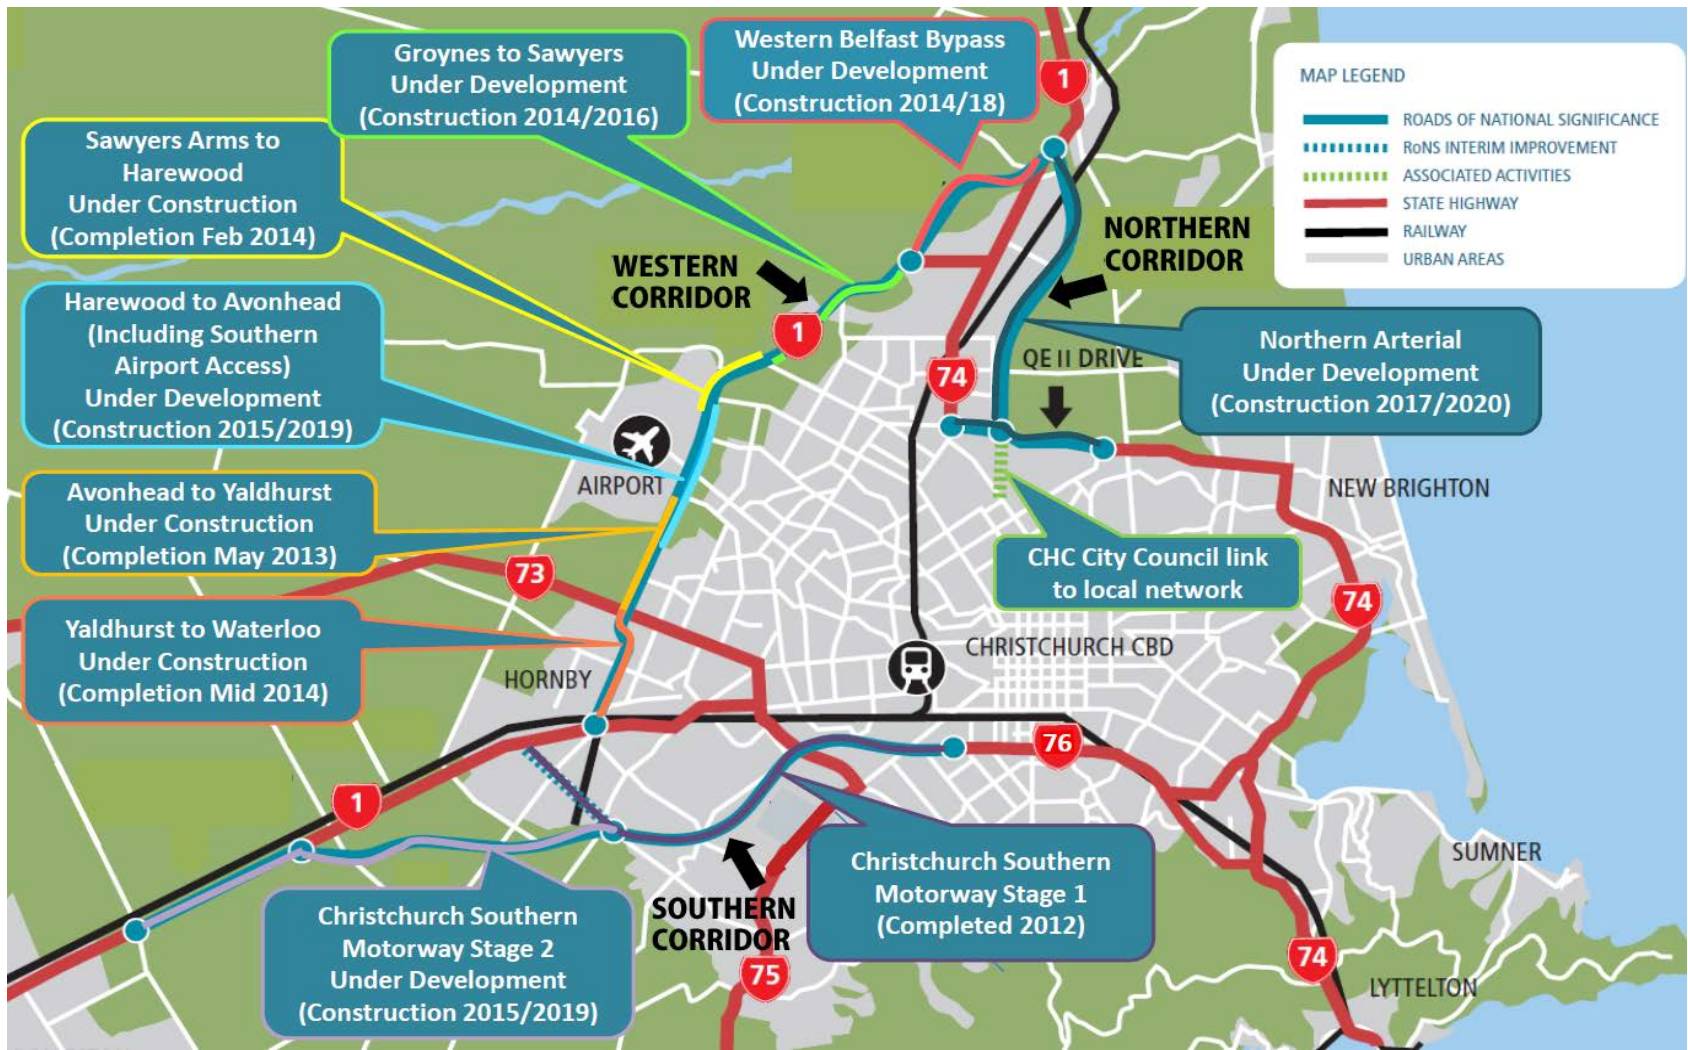 Groynes to Sawyers
Under Development
(Construction 2014/2016)
Western Belfast Bypass
Under Development
(Construction 2014/18)
1
MAP LEGEND
ROADS OF NATIONAL SIGNIFICANCE
RoNS INTERIM IMPROVEMENT
ASSOCIATED ACTIVITIES
STATE HIGHWAY
RAILWAY
URBAN AREAS
Sawyers Arms to
Harewood
Under Construction
(Completion Feb 2014)
WESTERN
CORRIDOR
NORTHERN
CORRIDOR
1
Harewood to Avonhead
(Including Southern
Airport Access)
Under Development
(Construction 2015/2019)
74
QE II DRIVE
Northern Arterial
Under Development
(Construction 2017/2020)
AIRPORT
NEW BRIGHTON
Avonhead to Yaldhurst
Under Construction
(Completion May 2013)
CHC City Council link
to local network
73
74
Yaldhurst to Waterloo
Under Construction
(Completion Mid 2014)
HORNBY
CHRISTCHURCH CBD
76
1
Christchurch Southern
Motorway Stage 1
(Completed 2012)
SUMNER
SOUTHERN
CORRIDOR
Christchurch Southern
Motorway Stage 2
Under Development
(Construction 2015/2019)
75
74
LYTTELTON